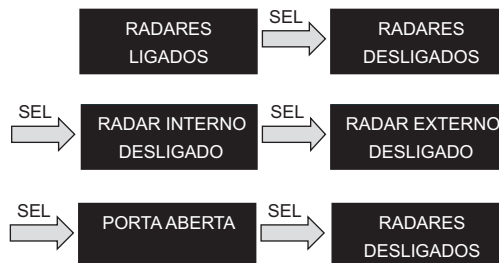 RADARES
LIGADOS
SEL
RADARES
DESLIGADOS
SEL
RADAR INTERNO
DESLIGADO
SEL
RADAR EXTERNO
DESLIGADO
SEL
PORTA ABERTA
SEL
RADARES
DESLIGADOS